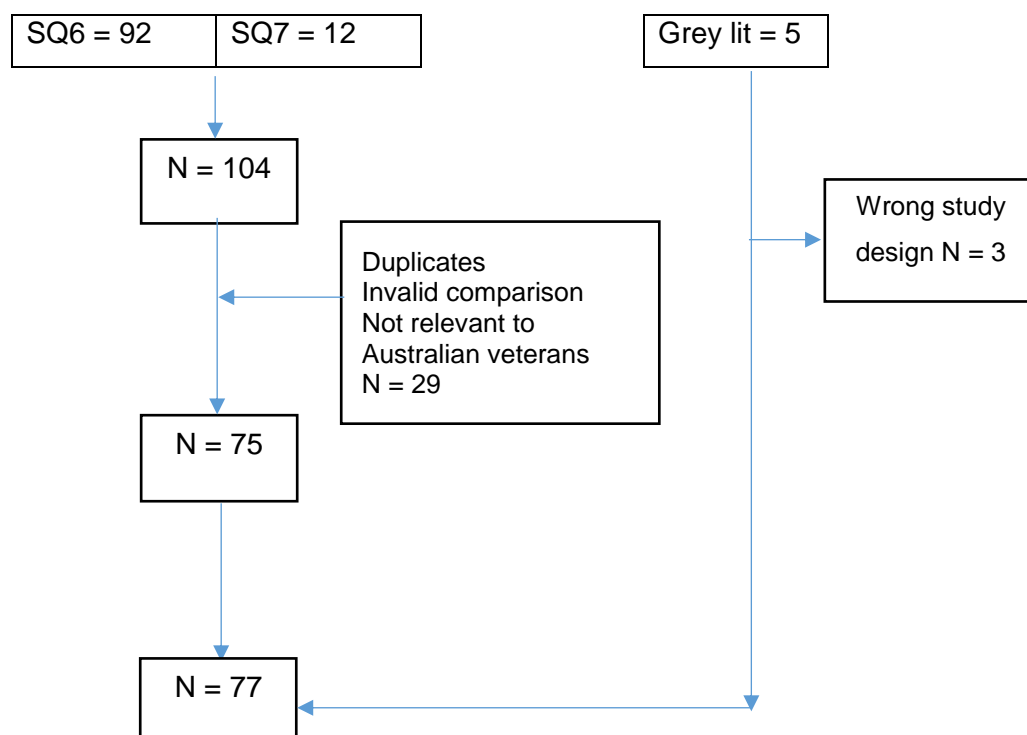 SQ6 = 92
SQ7 = 12
Grey lit = 5
N = 104
Wrong study
design N = 3
Duplicates
Invalid comparison
Not relevant to
Australian veterans
N = 29
N = 75
N = 77